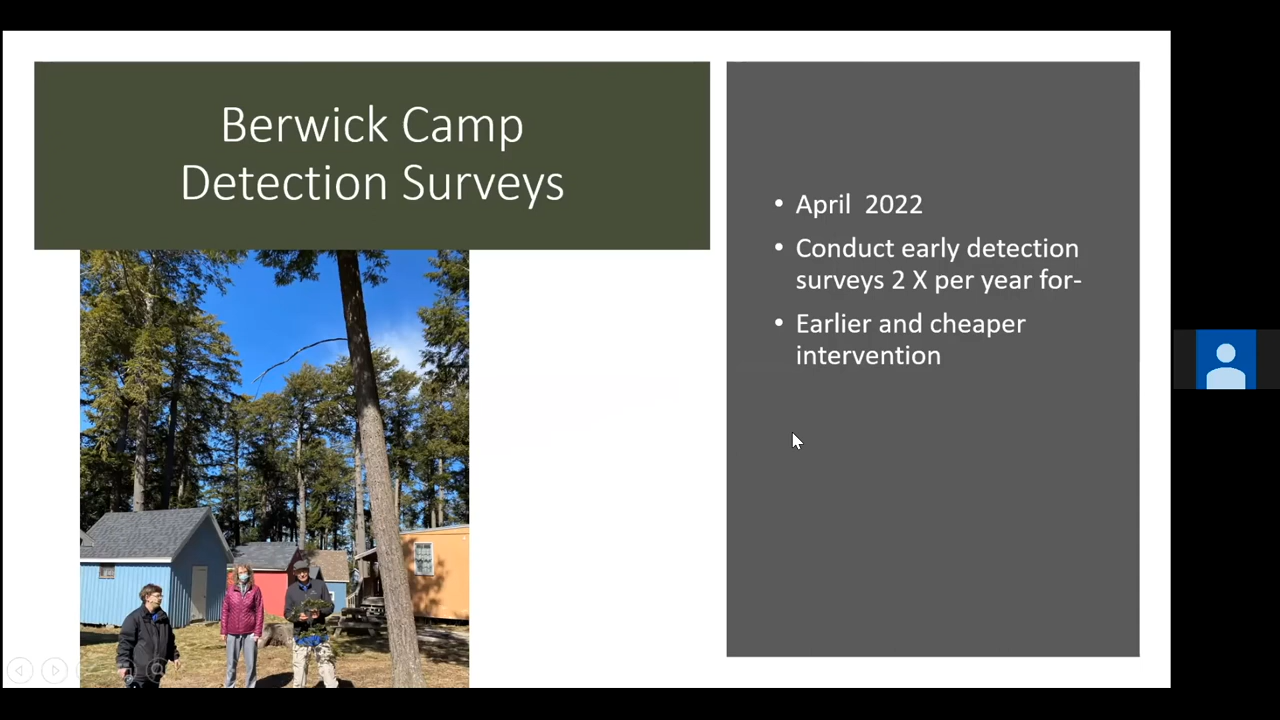 Berwick Camp
Detection Surveys
• April  2022
• Conduct early detection
surveys 2 X per year for-
• Earlier and cheaper
intervention